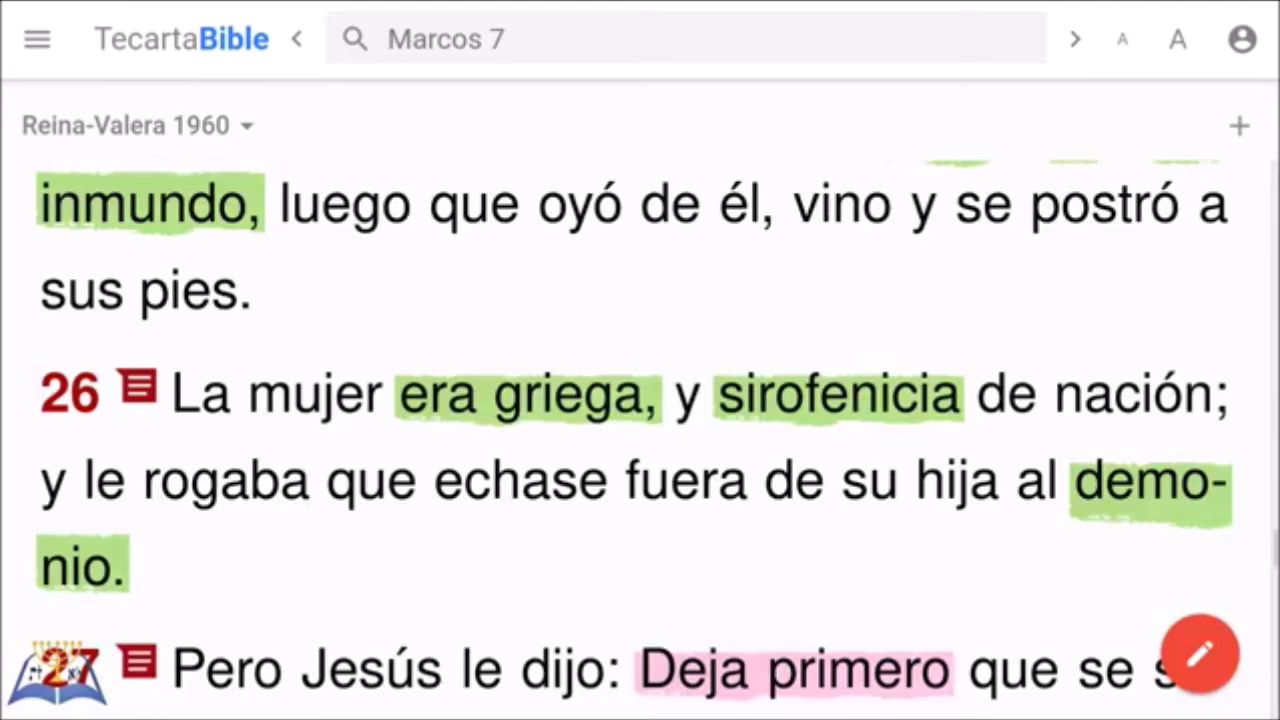 TecartaBible
Marcos 7
A A
Reina-Valera 1960
inmundo, luego que oyó de él, vino y se postró a
sus pies.
26 La mujer era griega, y sirofenicia de nación;
y le rogaba que echase fuera de su hija al demo-
nio.
27 Pero Jesús le dijo: Deja primero que se